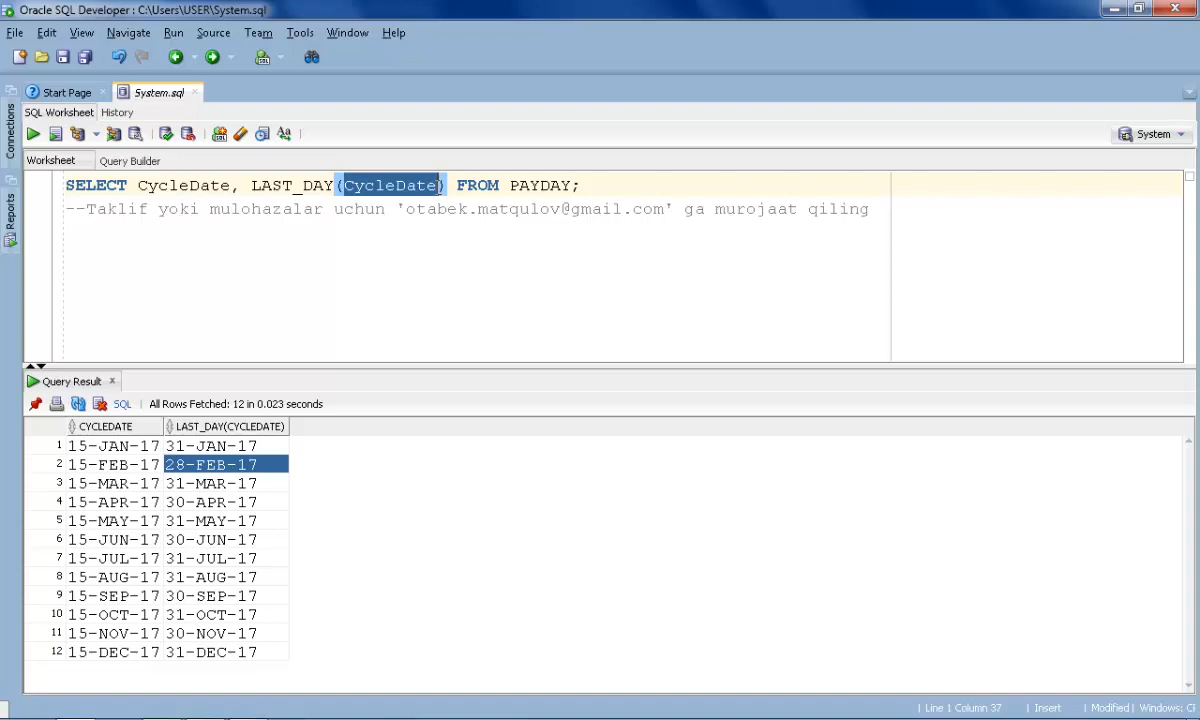 Oracle SQL Developer : C:\Users\USER\System.sql
File Edit View Navigate Run Source Team Tools Window Help
Start Page System.sql
SQL Worksheet History
System
Worksheet Query Builder
SELECT CycleDate, LAST_DAY(CycleDate) FROM PAYDAY;
--Taklif yoki mulohazalar uchun 'otabek.matqulov@gmail.com' ga murojaat qiling
Connections
Reports
Query Result
SQL All Rows Fetched: 12 in 0.023 seconds
CYCLEDATE LAST_DAY(CYCLEDATE)
1 15-JAN-17 31-JAN-17
2 15-FEB-17 28-FEB-17
3 15-MAR-17 31-MAR-17
4 15-APR-17 30-APR-17
5 15-MAY-17 31-MAY-17
6 15-JUN-17 30-JUN-17
7 15-JUL-17 31-JUL-17
8 15-AUG-17 31-AUG-17
9 15-SEP-17 30-SEP-17
10 15-OCT-17 31-OCT-17
11 15-NOV-17 30-NOV-17
12 15-DEC-17 31-DEC-17
| Line 1 Column 37 | Insert | Modified | Windows: Cl